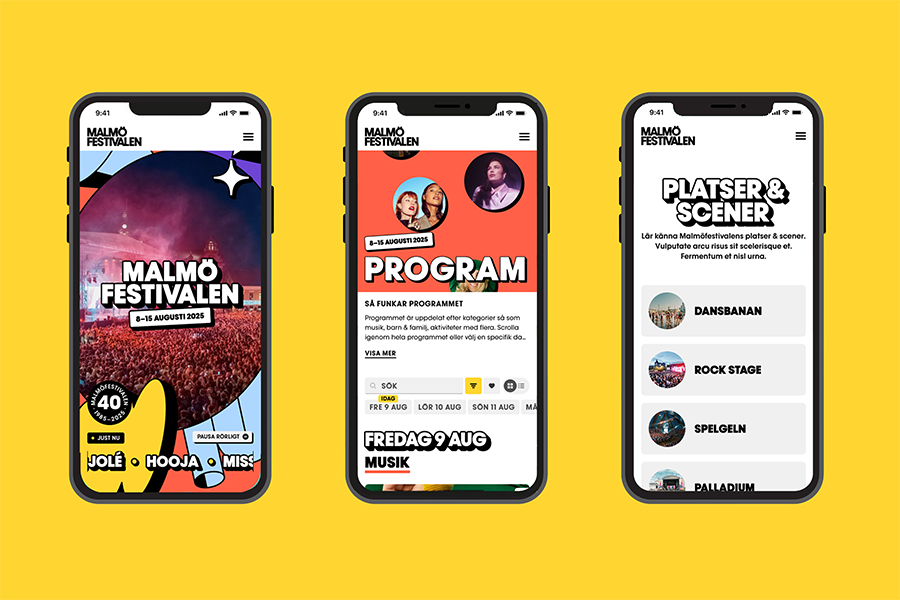 9:41
MALMÖ
FESTIVALEN
MALMÖ
FESTIVALEN
8–15 AUGUSTI 2025
MALMÖFESTIVALEN
40
1985–2025
JUST NU
PAUSA RÖRLIGT
JOLÉ • HOOJA • MISS
9:41
MALMÖ
FESTIVALEN
8–15 AUGUSTI 2025
PROGRAM
SÅ FUNKAR PROGRAMMET
Programmet är uppdelat efter kategorier så som
musik, barn & familj, aktiviteter med flera. Scrolla
igenom hela programmet eller välj en specifik da...
VISA MER
SÖK
IDAG
FRE 9 AUG LÖR 10 AUG SÖN 11 AUG MÅ
FREDAG 9 AUG
MUSIK
9:41
MALMÖ
FESTIVALEN
PLATSER &
SCENER
Lär känna Malmöfestivalens platser & scener.
Vulputate arcu risus sit scelerisque et.
Fermentum et nisl urna.
DANSBANAN
ROCK STAGE
SPELGELN
PALLADIUM